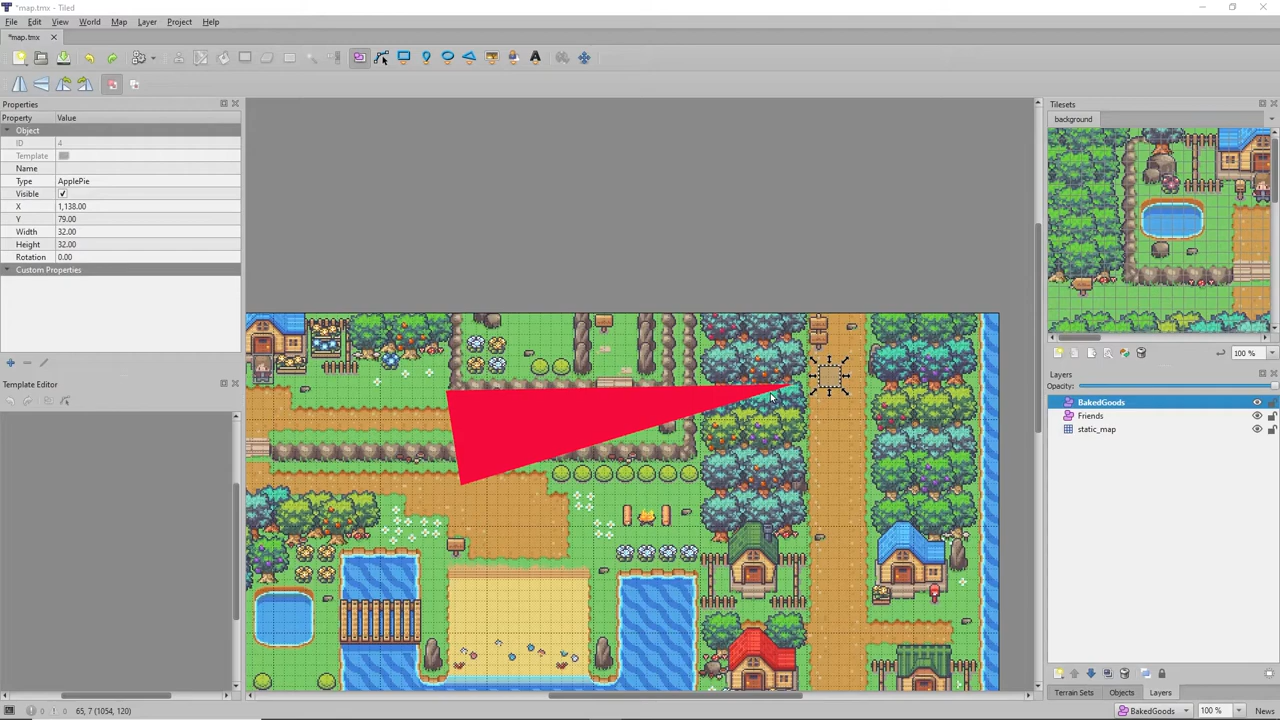 *map.tmx - Tiled
File Edit View World Map Layer Project Help
*map.tmx
Properties
Property Value
Object
ID 4
Template
Name
Type ApplePie
Visible
X 1,138.00
Y 79.00
Width 32.00
Height 32.00
Rotation 0.00
Custom Properties
Template Editor
Tilesets
background
100 %
Layers
Opacity:
BakedGoods
Friends
static_map
Terrain Sets Objects Layers
0 0 65, 7 (1054, 120) BakedGoods 100 % News